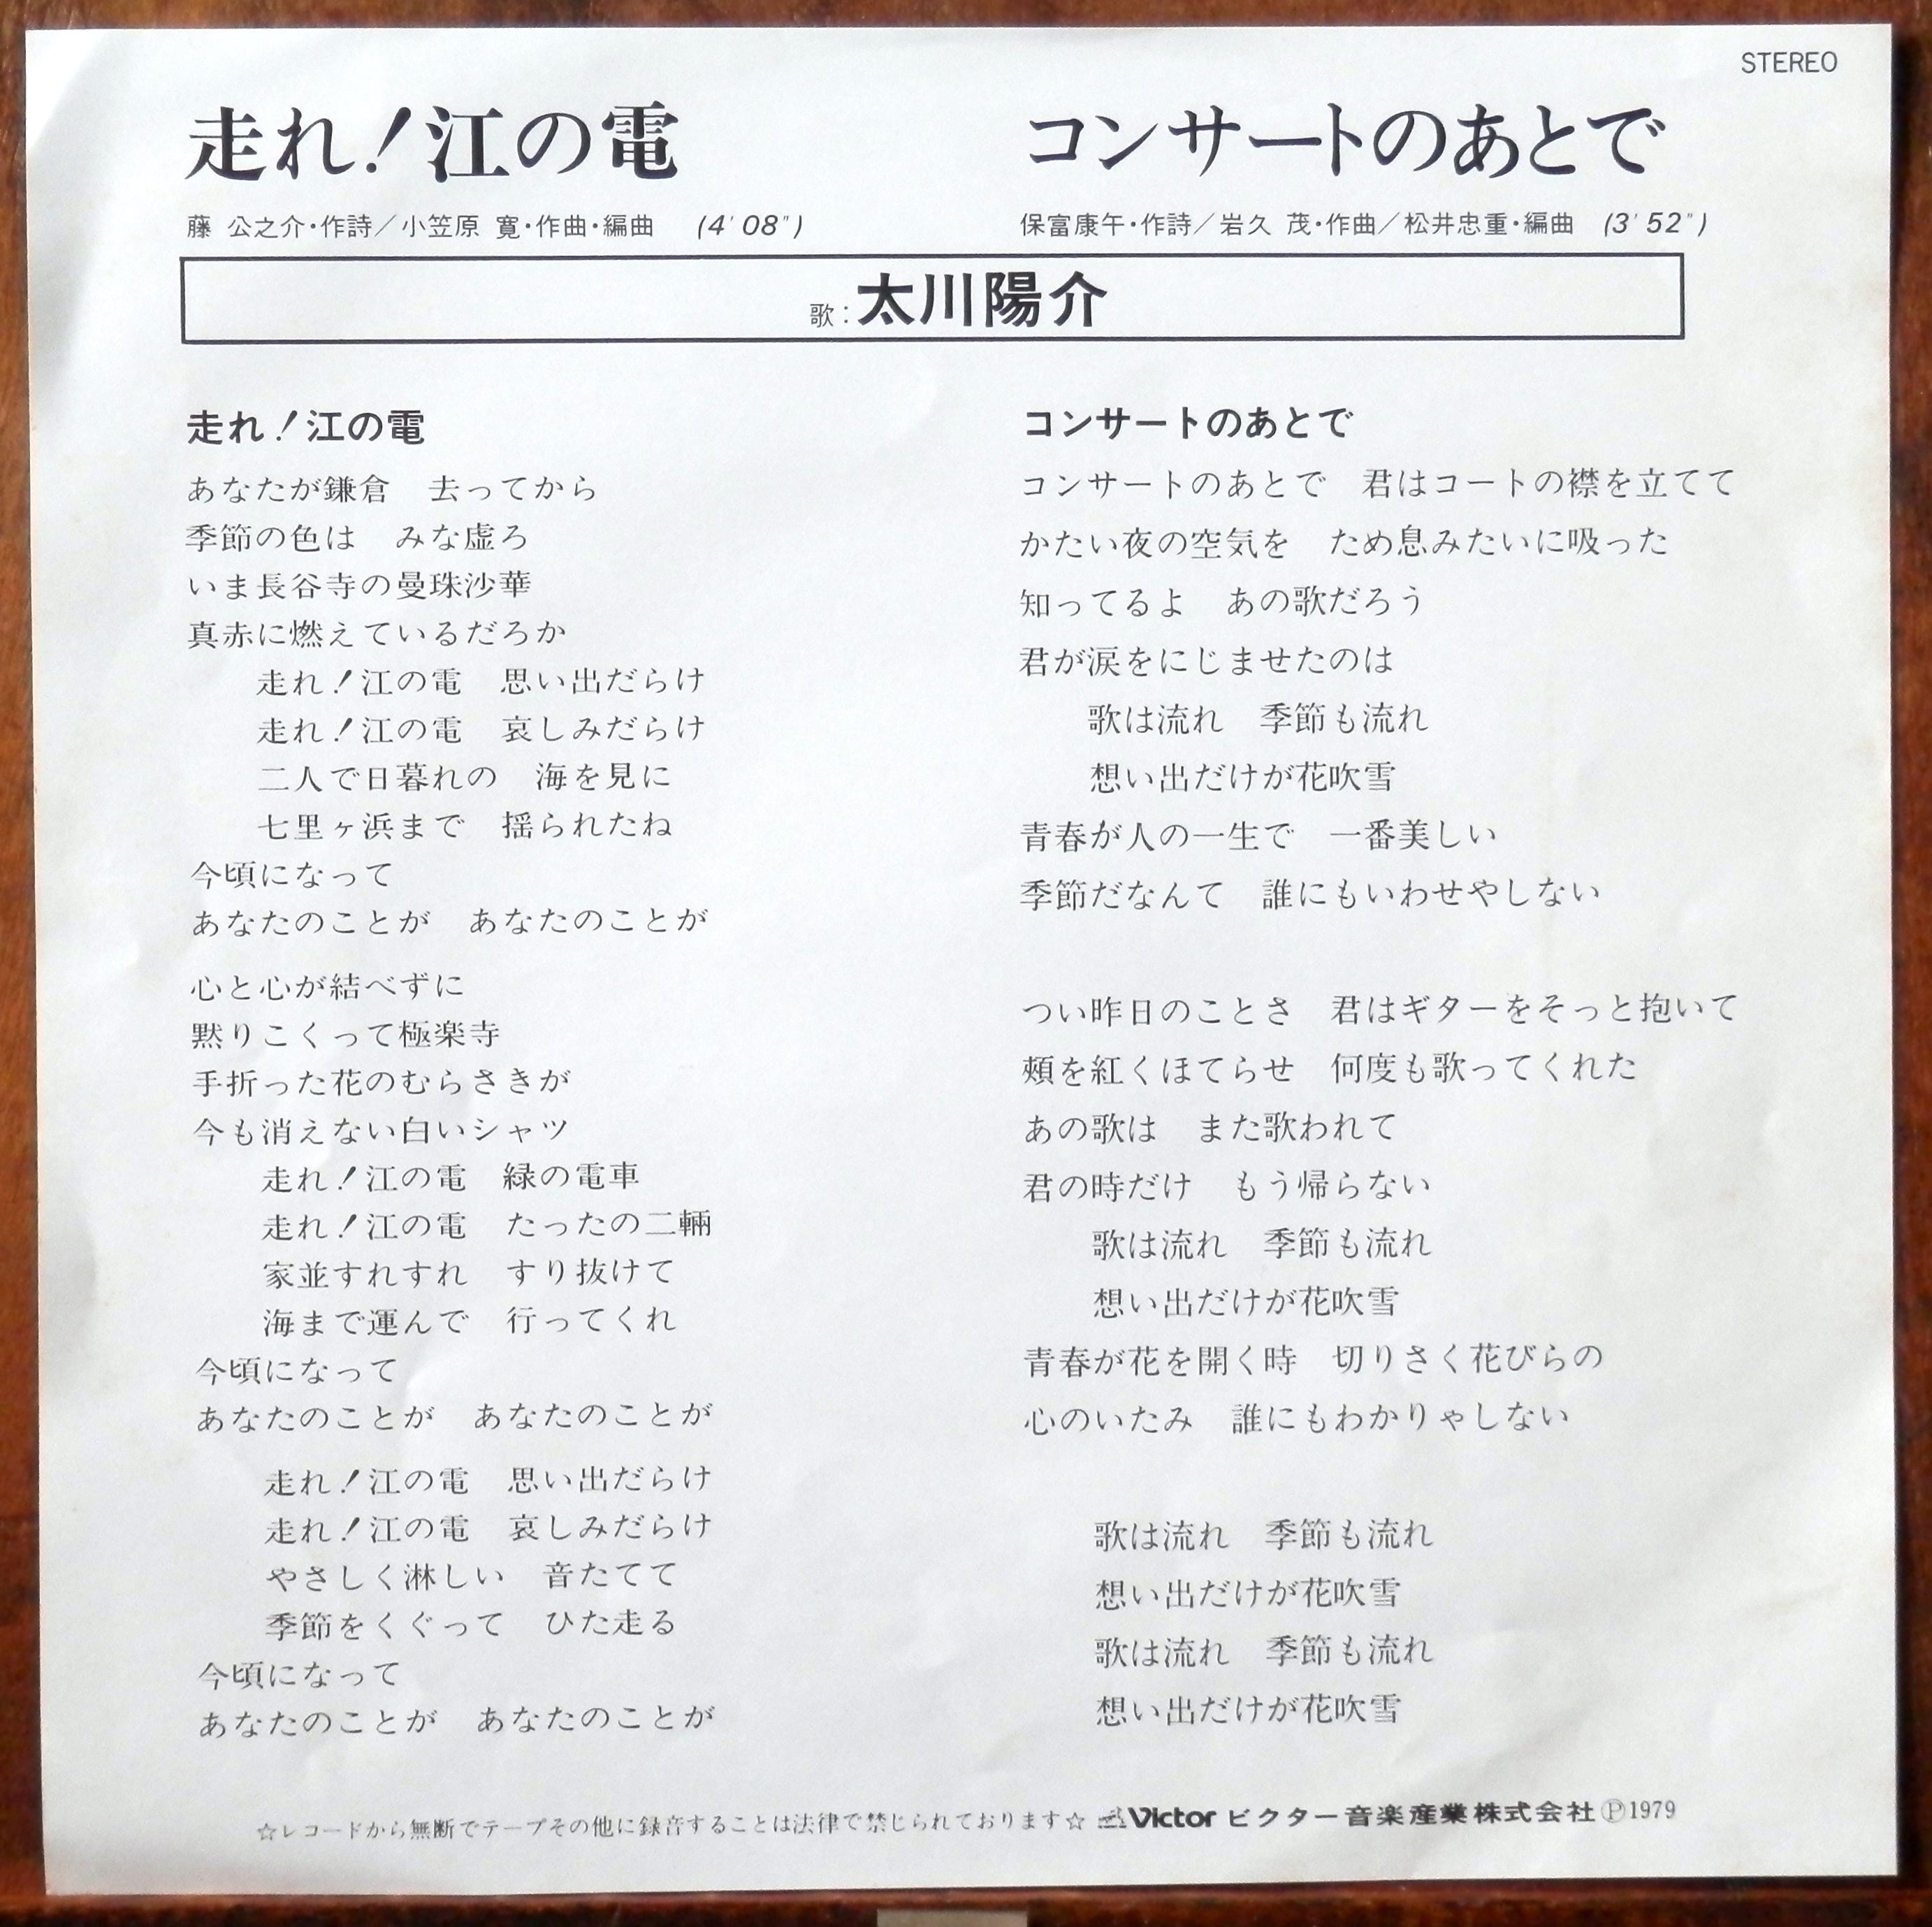 STEREO
走れ！江の電
藤 公之介・作詩／小笠原 寛・作曲・編曲 （4′08″）
コンサートのあとで
保富康午・作詩／岩久 茂・作曲／松井忠重・編曲 （3′52″）
歌：太川陽介
走れ！江の電
あなたが鎌倉　去ってから
季節の色は　みな虚ろ
いま長谷寺の曼珠沙華
真赤に燃えているだろか
走れ！江の電　思い出だらけ
走れ！江の電　哀しみだらけ
二人で日暮れの　海を見に
七里ヶ浜まで　揺られたね
今頃になって
あなたのことが　あなたのことが
心と心が結べずに
黙りこくって極楽寺
手折った花のむらさきが
今も消えない白いシャツ
走れ！江の電　緑の電車
走れ！江の電　たったの二輛
家並すれすれ　すり抜けて
海まで運んで　行ってくれ
今頃になって
あなたのことが　あなたのことが
走れ！江の電　思い出だらけ
走れ！江の電　哀しみだらけ
やさしく淋しい　音たてて
季節をくぐって　ひた走る
今頃になって
あなたのことが　あなたのことが
コンサートのあとで
コンサートのあとで　君はコートの襟を立てて
かたい夜の空気を　ため息みたいに吸った
知ってるよ　あの歌だろう
君が涙をにじませたのは
歌は流れ　季節も流れ
想い出だけが花吹雪
青春が人の一生で　一番美しい
季節だなんて　誰にもいわせやしない
つい昨日のことさ　君はギターをそっと抱いて
頬を紅くほてらせ　何度も歌ってくれた
あの歌は　また歌われて
君の時だけ　もう帰らない
歌は流れ　季節も流れ
想い出だけが花吹雪
青春が花を開く時　切りさく花びらの
心のいたみ　誰にもわかりゃしない
歌は流れ　季節も流れ
想い出だけが花吹雪
歌は流れ　季節も流れ
想い出だけが花吹雪
☆レコードから無断でテープその他に録音することは法律で禁じられております☆ Victor ビクター音楽産業株式会社 Ⓟ1979